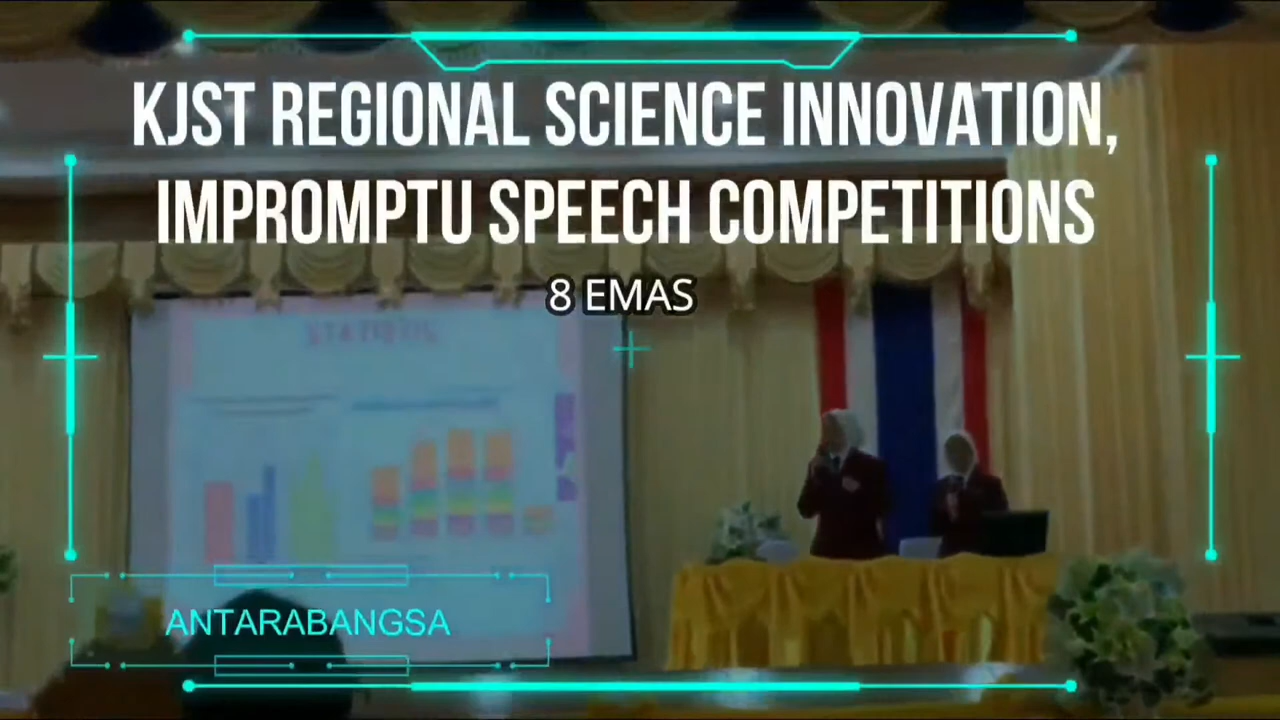 KJST REGIONAL SCIENCE INNOVATION,
IMPROMPTU SPEECH COMPETITIONS
8 EMAS
ANTARABANGSA